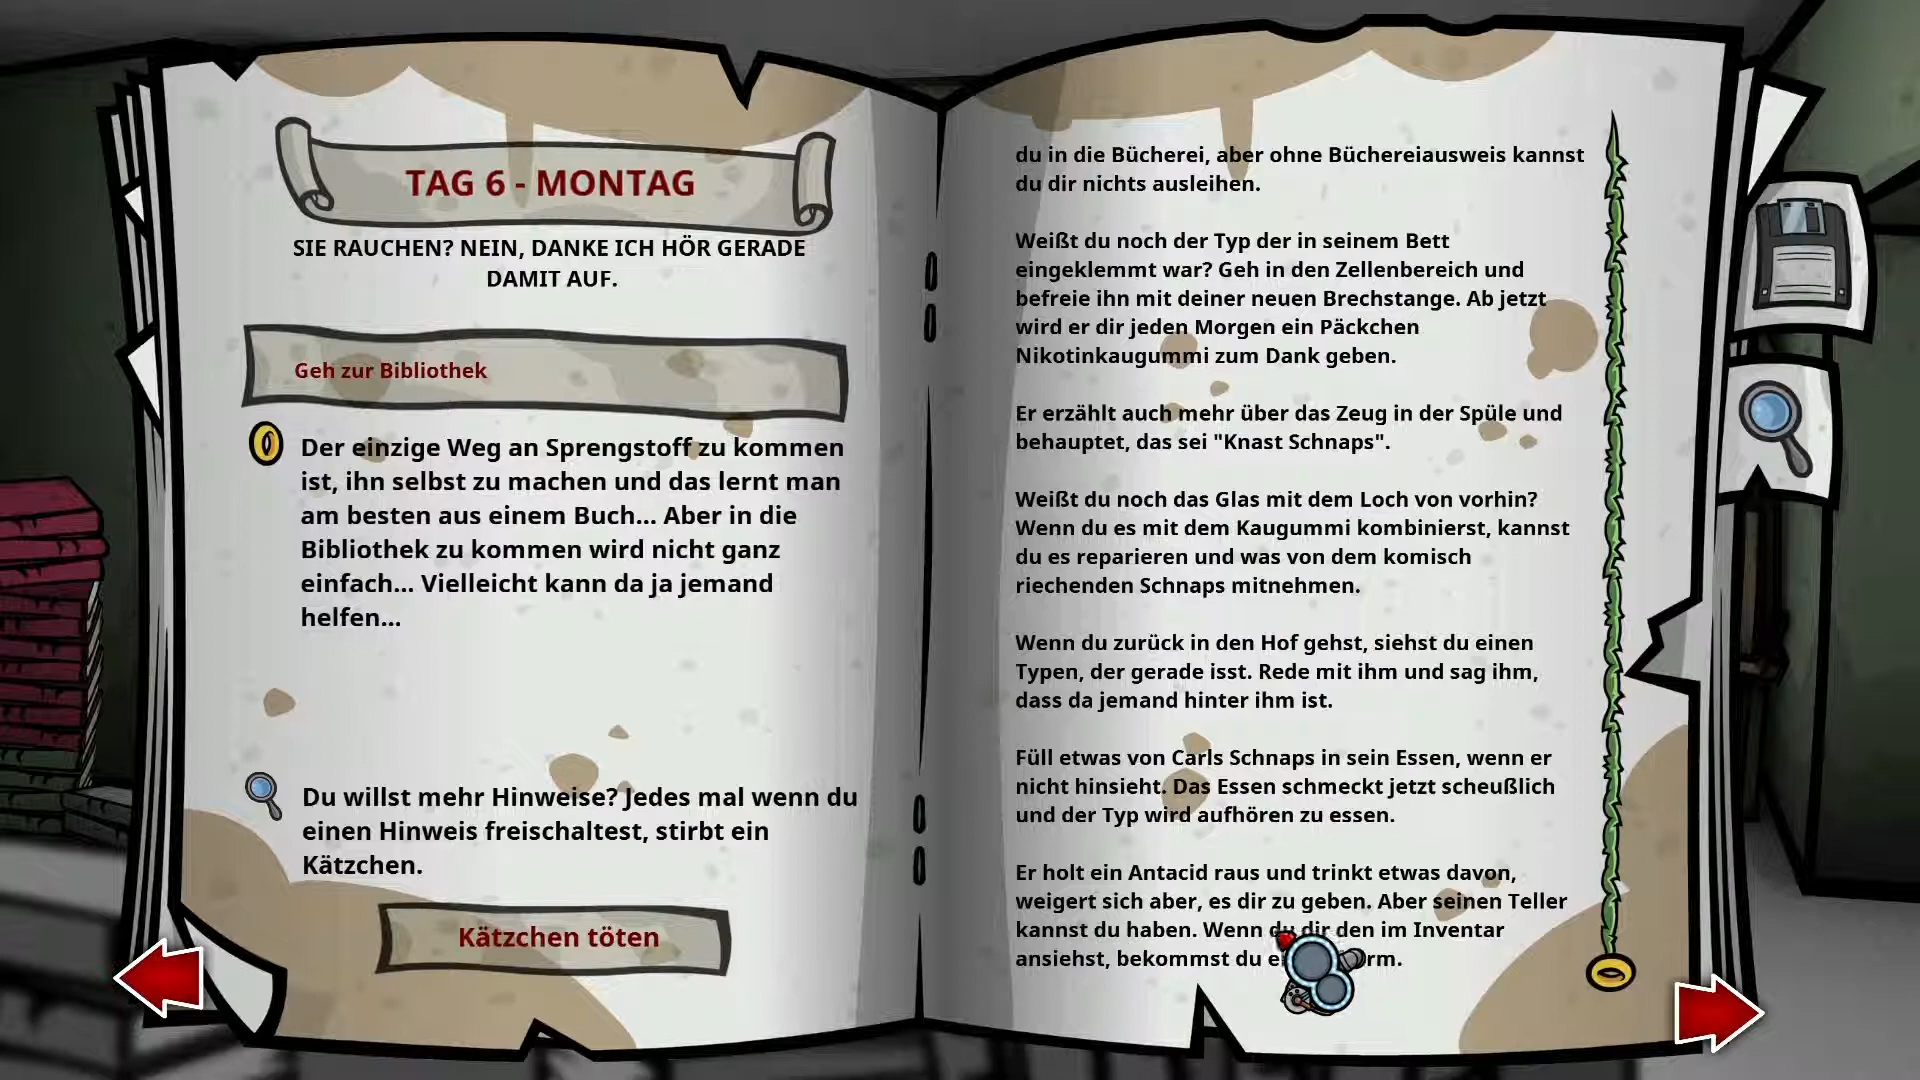 TAG 6 - MONTAG
SIE RAUCHEN? NEIN, DANKE ICH HÖR GERADE
DAMIT AUF.
Geh zur Bibliothek
Der einzige Weg an Sprengstoff zu kommen
ist, ihn selbst zu machen und das lernt man
am besten aus einem Buch... Aber in die
Bibliothek zu kommen wird nicht ganz
einfach... Vielleicht kann da ja jemand
helfen...
Du willst mehr Hinweise? Jedes mal wenn du
einen Hinweis freischaltest, stirbt ein
Kätzchen.
Kätzchen töten
du in die Bücherei, aber ohne Büchereiausweis kannst
du dir nichts ausleihen.
Weißt du noch der Typ der in seinem Bett
eingeklemmt war? Geh in den Zellenbereich und
befreie ihn mit deiner neuen Brechstange. Ab jetzt
wird er dir jeden Morgen ein Päckchen
Nikotinkaugummi zum Dank geben.
Er erzählt auch mehr über das Zeug in der Spüle und
behauptet, das sei "Knast Schnaps".
Weißt du noch das Glas mit dem Loch von vorhin?
Wenn du es mit dem Kaugummi kombinierst, kannst
du es reparieren und was von dem komisch
riechenden Schnaps mitnehmen.
Wenn du zurück in den Hof gehst, siehst du einen
Typen, der gerade isst. Rede mit ihm und sag ihm,
dass da jemand hinter ihm ist.
Füll etwas von Carls Schnaps in sein Essen, wenn er
nicht hinsieht. Das Essen schmeckt jetzt scheußlich
und der Typ wird aufhören zu essen.
Er holt ein Antacid raus und trinkt etwas davon,
weigert sich aber, es dir zu geben. Aber seinen Teller
kannst du haben. Wenn du dir den im Inventar
ansiehst, bekommst du